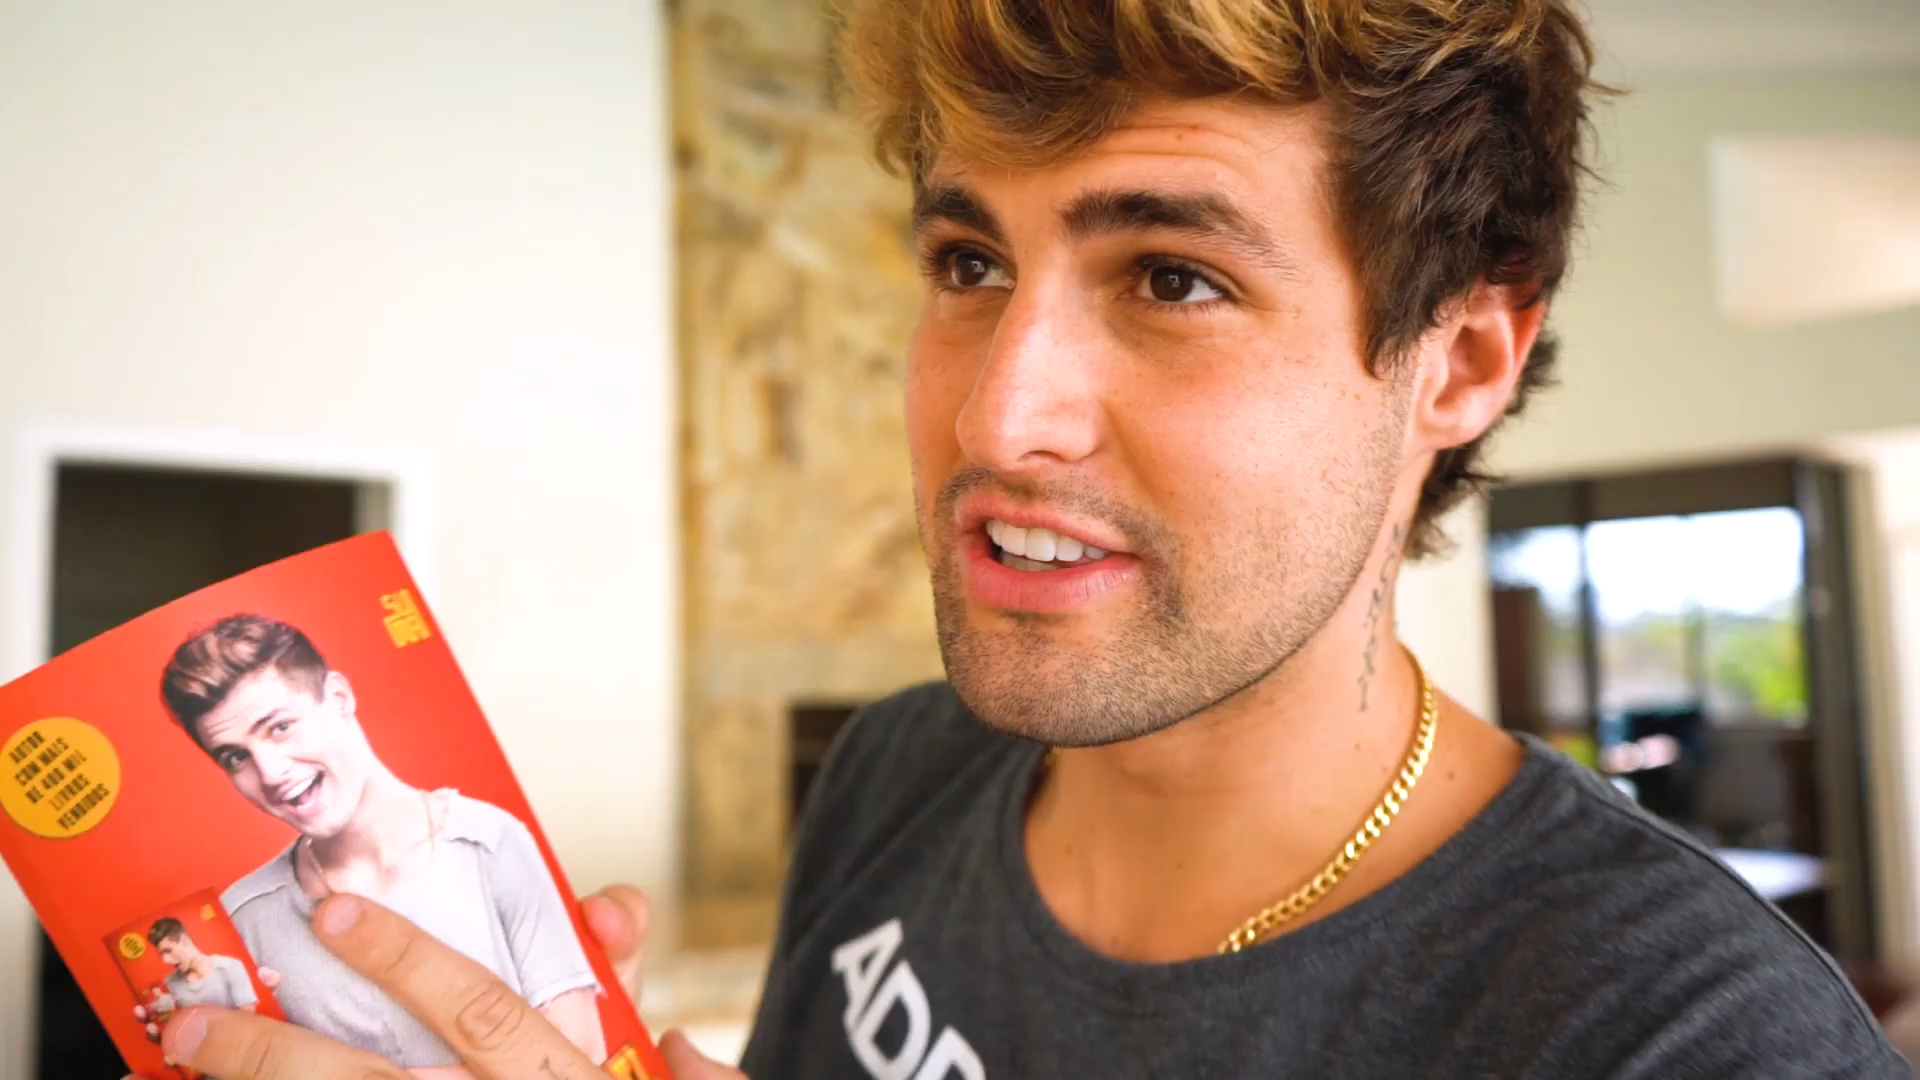 AUTOR
COM MAIS
DE 400 MIL
LIVROS
VENDIDOS
ADD